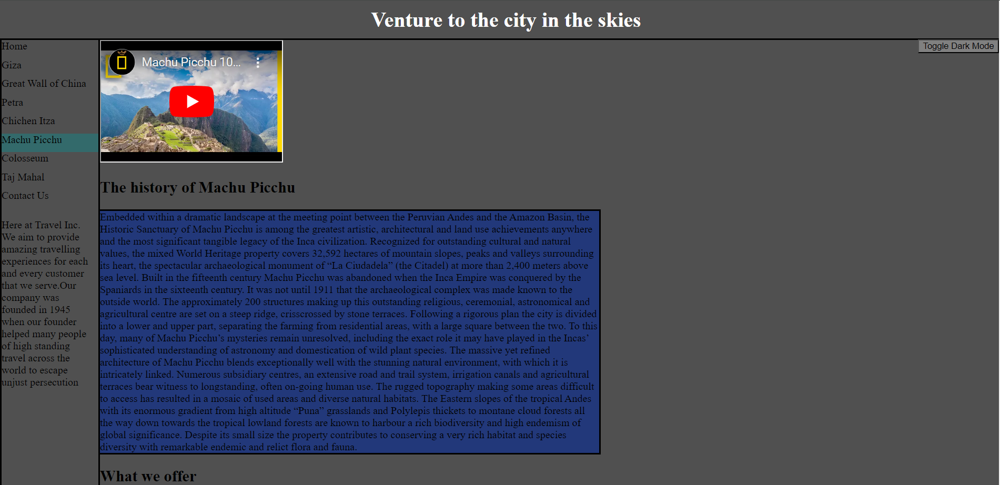 Venture to the city in the skies
Home
Giza
Great Wall of China
Petra
Chichen Itza
Machu Picchu
Colosseum
Taj Mahal
Contact Us
Here at Travel Inc.
We aim to provide
amazing travelling
experiences for each
and every customer
that we serve.Our
company was
founded in 1945
when our founder
helped many people
of high standing
travel across the
world to escape
unjust persecution
Toggle Dark Mode
Machu Picchu 10...
The history of Machu Picchu
Embedded within a dramatic landscape at the meeting point between the Peruvian Andes and the Amazon Basin, the
Historic Sanctuary of Machu Picchu is among the greatest artistic, architectural and land use achievements anywhere
and the most significant tangible legacy of the Inca civilization. Recognized for outstanding cultural and natural
values, the mixed World Heritage property covers 32,592 hectares of mountain slopes, peaks and valleys surrounding
its heart, the spectacular archaeological monument of “La Ciudadela” (the Citadel) at more than 2,400 meters above
sea level. Built in the fifteenth century Machu Picchu was abandoned when the Inca Empire was conquered by the
Spaniards in the sixteenth century. It was not until 1911 that the archaeological complex was made known to the
outside world. The approximately 200 structures making up this outstanding religious, ceremonial, astronomical and
agricultural centre are set on a steep ridge, crisscrossed by stone terraces. Following a rigorous plan the city is divided
into a lower and upper part, separating the farming from residential areas, with a large square between the two. To this
day, many of Machu Picchu’s mysteries remain unresolved, including the exact role it may have played in the Incas’
sophisticated understanding of astronomy and domestication of wild plant species. The massive yet refined
architecture of Machu Picchu blends exceptionally well with the stunning natural environment, with which it is
intricately linked. Numerous subsidiary centres, an extensive road and trail system, irrigation canals and agricultural
terraces bear witness to longstanding, often on-going human use. The rugged topography making some areas difficult
to access has resulted in a mosaic of used areas and diverse natural habitats. The Eastern slopes of the tropical Andes
with its enormous gradient from high altitude “Puna” grasslands and Polylepis thickets to montane cloud forests all
the way down towards the tropical lowland forests are known to harbour a rich biodiversity and high endemism of
global significance. Despite its small size the property contributes to conserving a very rich habitat and species
diversity with remarkable endemic and relict flora and fauna.
What we offer